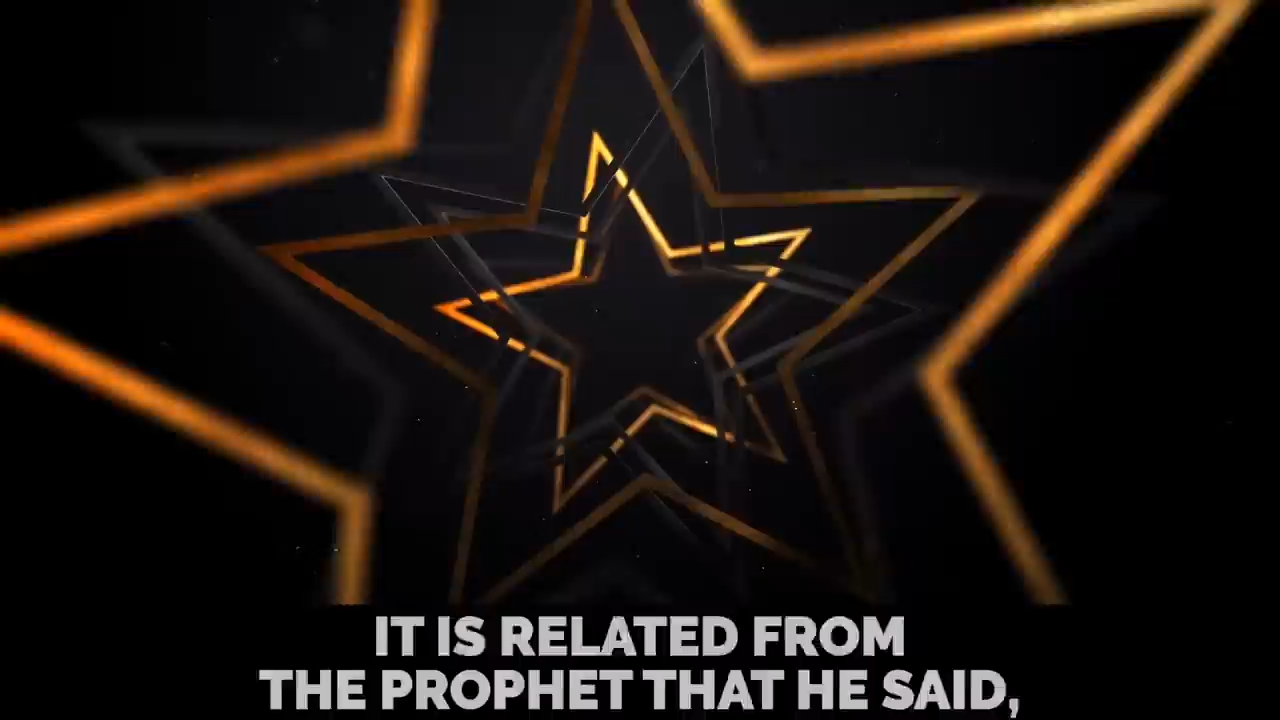 IT IS RELATED FROM
THE PROPHET THAT HE SAID,